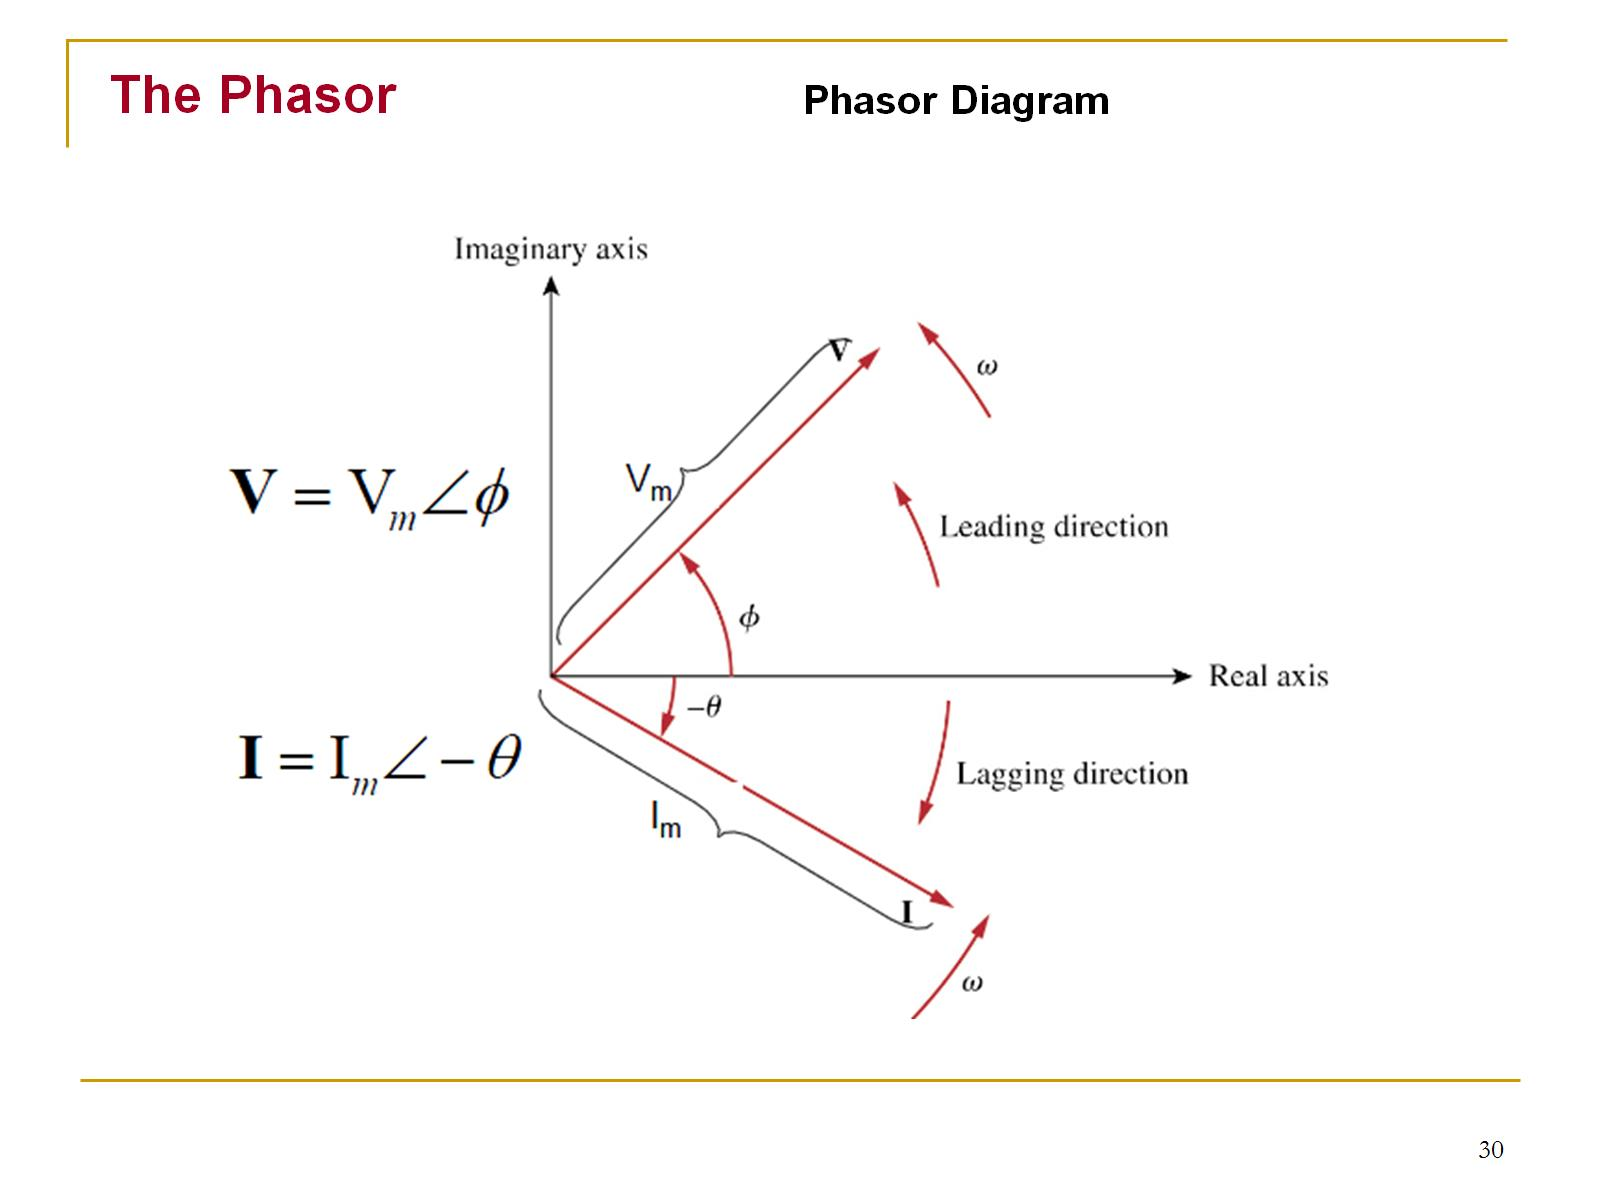 The Phasor
Phasor Diagram
Imaginary axis
V
ω
Vₘ
V = Vₘ∠ϕ
Leading direction
ϕ
Real axis
−θ
I = Iₘ∠−θ
Lagging direction
Iₘ
I
ω
30